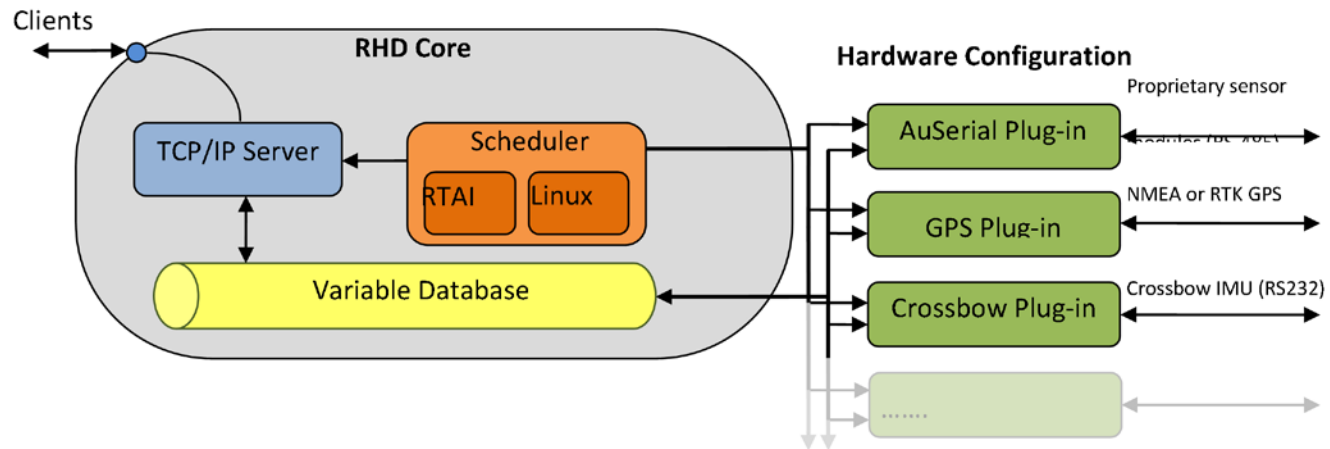 Clients
RHD Core
Hardware Configuration
Proprietary sensor
AuSerial Plug-in
TCP/IP Server
Scheduler
RTAI
Linux
NMEA or RTK GPS
GPS Plug-in
Variable Database
Crossbow IMU (RS232)
Crossbow Plug-in
.......